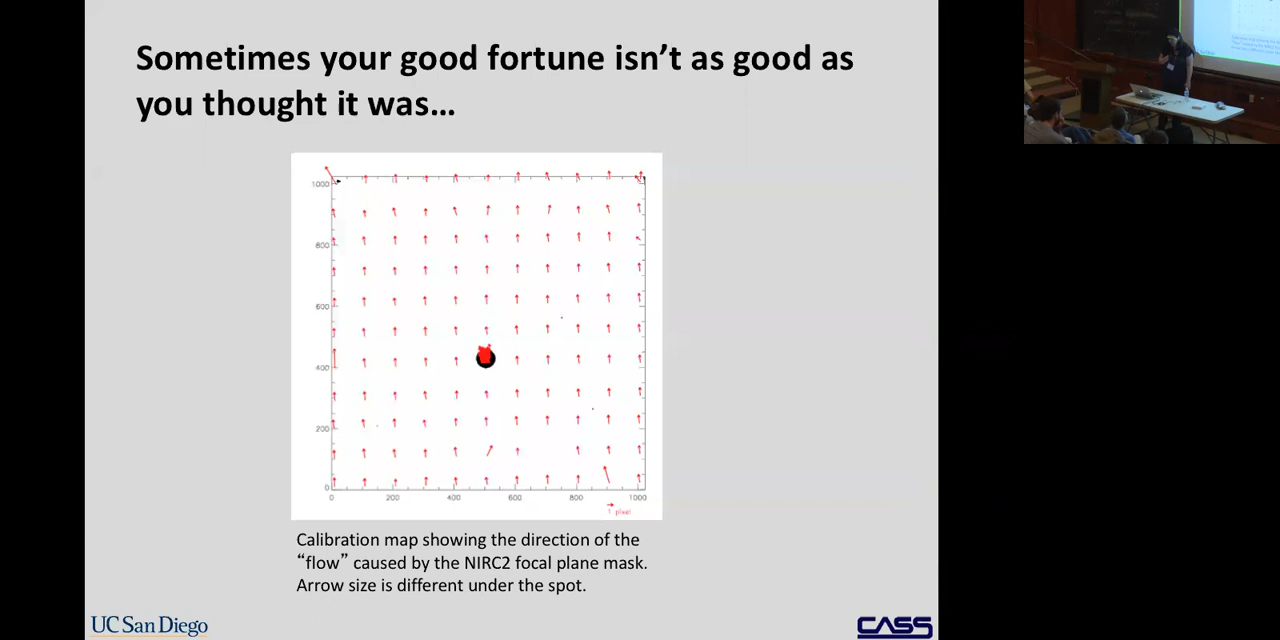 Sometimes your good fortune isn’t as good as
you thought it was…
1000
800
600
400
200
0
0 200 400 600 800 1000
1 pixel
Calibration map showing the direction of the
“flow” caused by the NIRC2 focal plane mask.
Arrow size is different under the spot.
UC San Diego
CASS